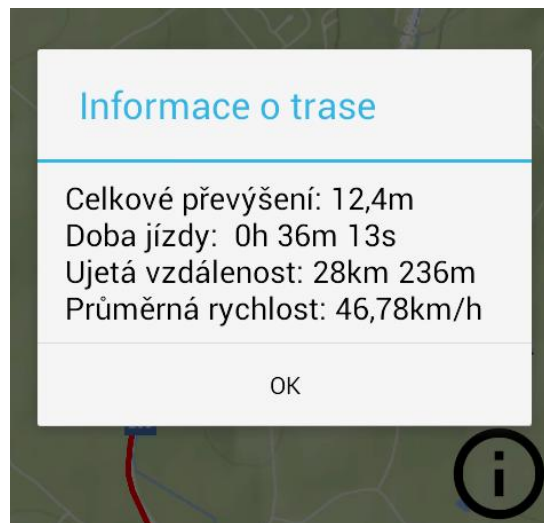 Informace o trase
Celkové převýšení: 12,4m
Doba jízdy: 0h 36m 13s
Ujetá vzdálenost: 28km 236m
Průměrná rychlost: 46,78km/h
OK